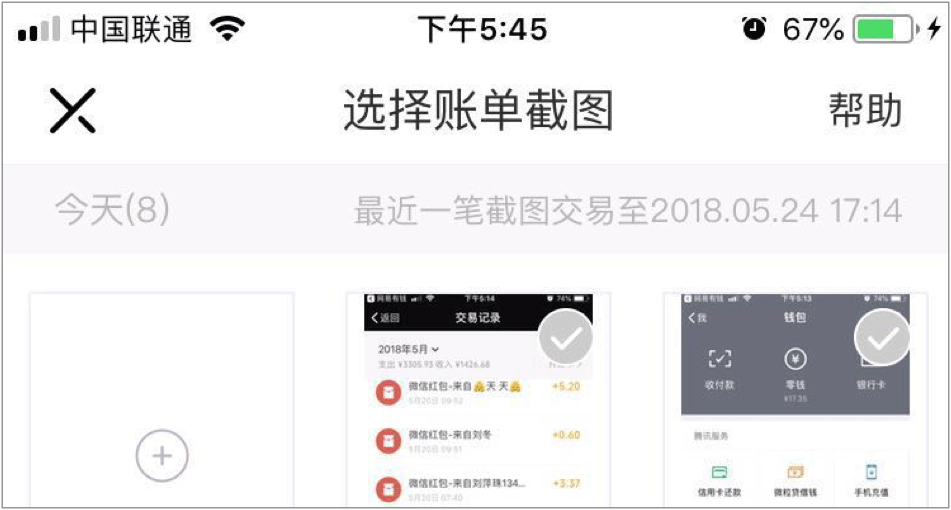 中国联通 下午5:45 67%
选择账单截图 帮助
今天(8) 最近一笔截图交易至2018.05.24 17:14
网易有钱 下午5:14 74%
返回 交易记录
2018年5月
支出 ¥3305.93 收入 ¥1426.68
微信红包-来自🙏天 天🙏 +5.20
5月20日 09:52
微信红包-来自刘冬 +0.60
5月20日 09:51
微信红包-来自刘萍珠134... +3.37
5月20日 07:40
网易有钱 下午5:13 74%
我 钱包
收付款 零钱 银行卡
¥17.35
腾讯服务
信用卡还款 微粒贷借钱 手机充值